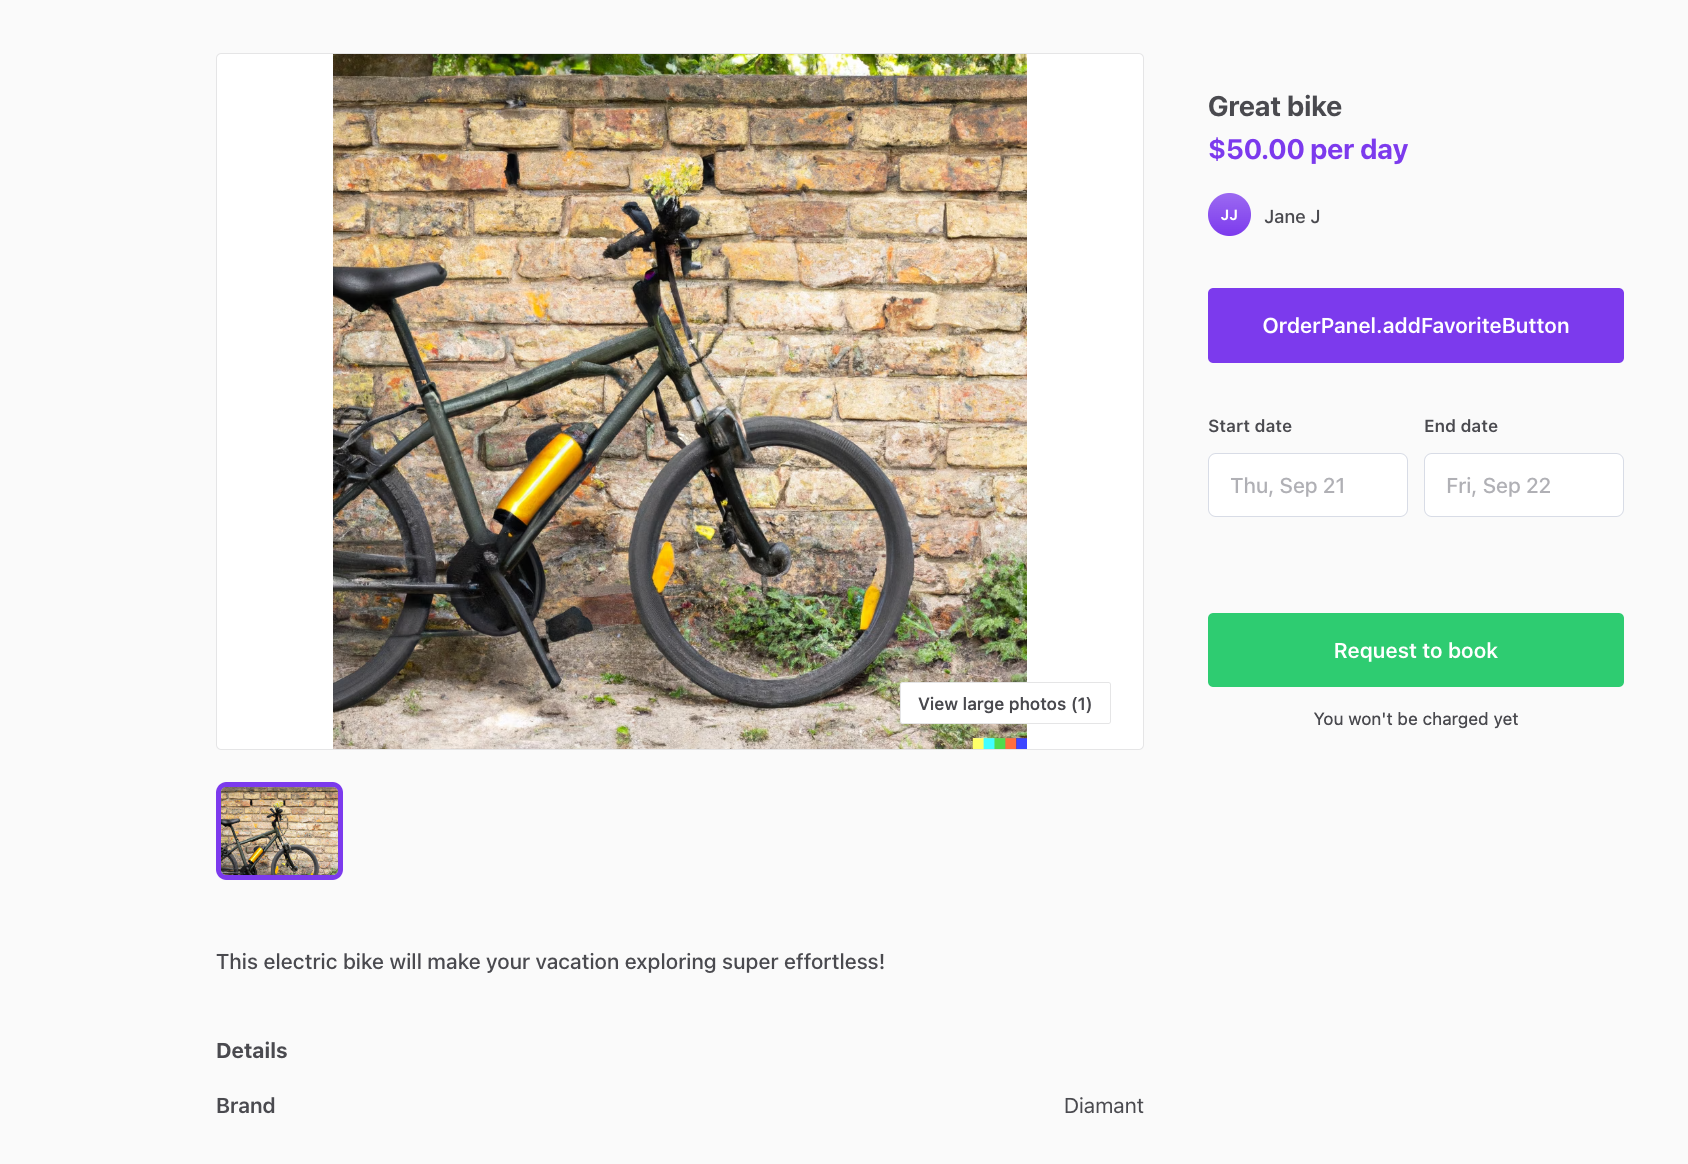 Great bike
$50.00 per day
JJ
Jane J
OrderPanel.addFavoriteButton
Start date
End date
Thu, Sep 21
Fri, Sep 22
Request to book
You won't be charged yet
View large photos (1)
This electric bike will make your vacation exploring super effortless!
Details
Brand
Diamant